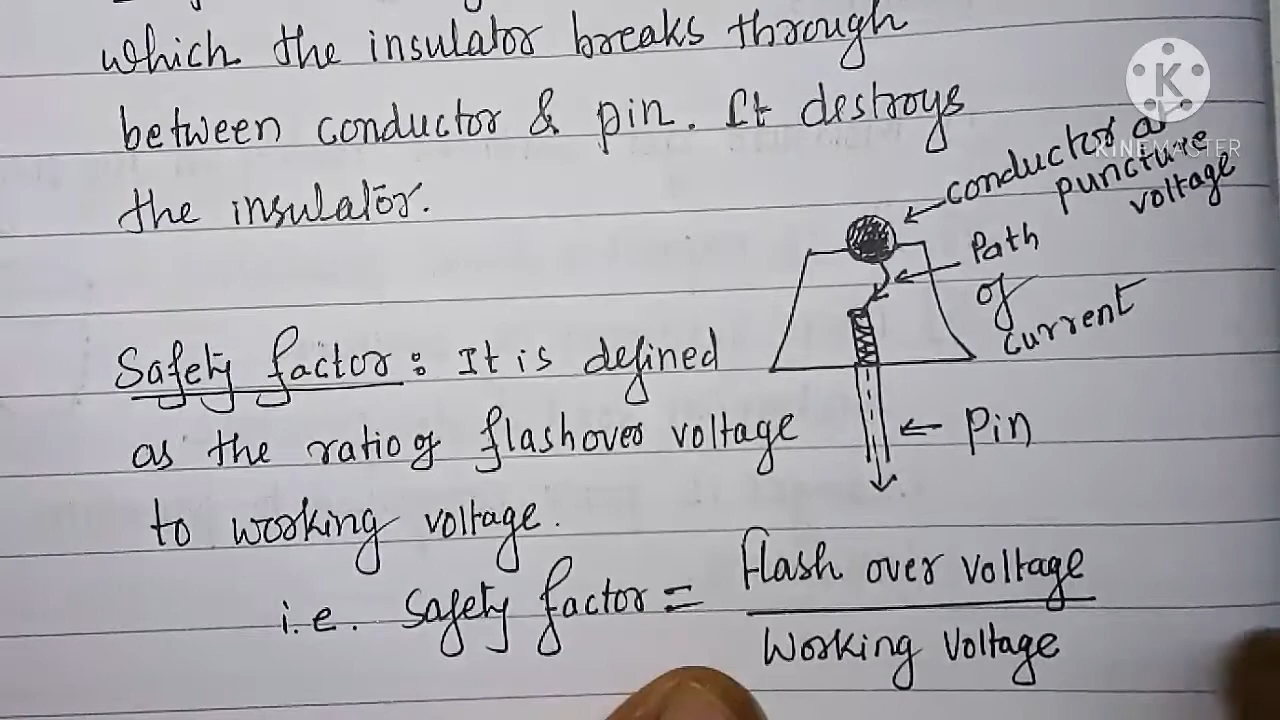 which the insulator breaks through
between conductor & pin. It destroys
the insulator.
conductor at
puncture
voltage
Path
of
current
Safety factor: It is defined
as the ratio of flashover voltage
to working voltage.
Pin
i.e. Safety factor = flash over voltage
Working voltage
K
KINEMASTER